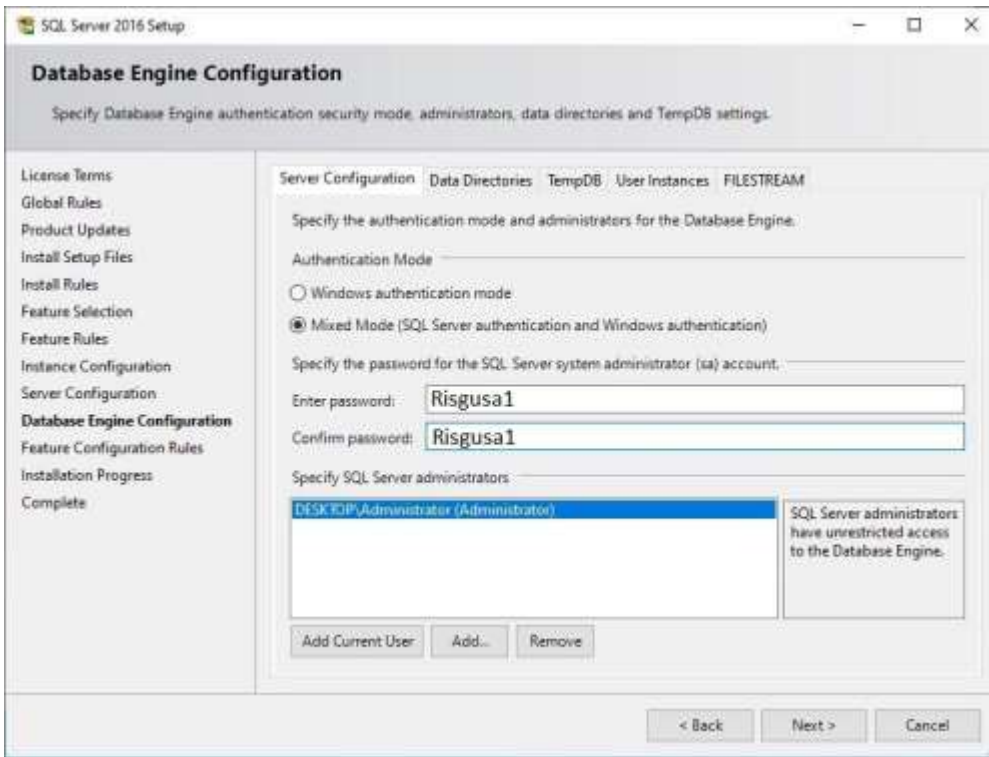 SQL Server 2016 Setup
Database Engine Configuration
Specify Database Engine authentication security mode, administrators, data directories and TempDB settings.
License Terms
Global Rules
Product Updates
Install Setup Files
Install Rules
Feature Selection
Feature Rules
Instance Configuration
Server Configuration
Database Engine Configuration
Feature Configuration Rules
Installation Progress
Complete
Server Configuration Data Directories TempDB User Instances FILESTREAM
Specify the authentication mode and administrators for the Database Engine.
Authentication Mode
Windows authentication mode
Mixed Mode (SQL Server authentication and Windows authentication)
Specify the password for the SQL Server system administrator (sa) account.
Enter password: Risgusa1
Confirm password: Risgusa1
Specify SQL Server administrators
DESKTOP\Administrator (Administrator)
SQL Server administrators
have unrestricted access
to the Database Engine.
Add Current User Add... Remove
< Back Next > Cancel